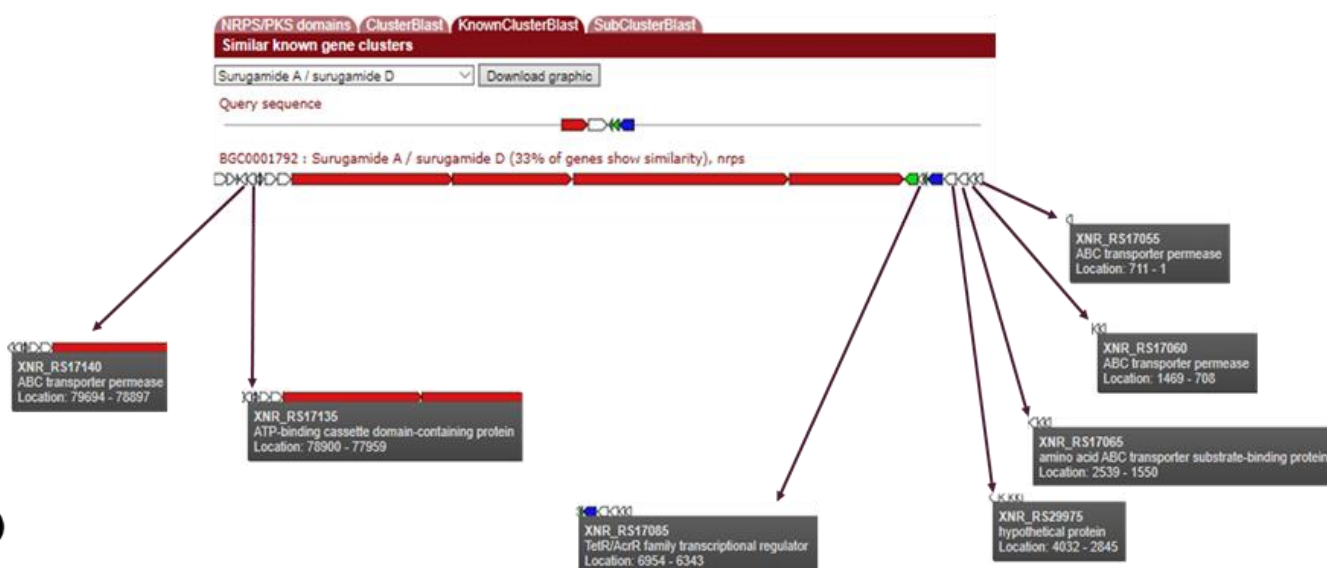 NRPS/PKS domains ClusterBlast KnownClusterBlast SubClusterBlast
Similar known gene clusters
Surugamide A / surugamide D Download graphic
Query sequence
BGC0001792 : Surugamide A / surugamide D (33% of genes show similarity), nrps
XNR_RS17055
ABC transporter permease
Location: 711 - 1
XNR_RS17060
ABC transporter permease
Location: 1469 - 708
XNR_RS17140
ABC transporter permease
Location: 79694 - 78897
XNR_RS17135
ATP-binding cassette domain-containing protein
Location: 78900 - 77959
XNR_RS17065
amino acid ABC transporter substrate-binding protein
Location: 2539 - 1550
XNR_RS29975
hypothetical protein
Location: 4032 - 2845
XNR_RS17085
TetR/AcrR family transcriptional regulator
Location: 6954 - 6343
)